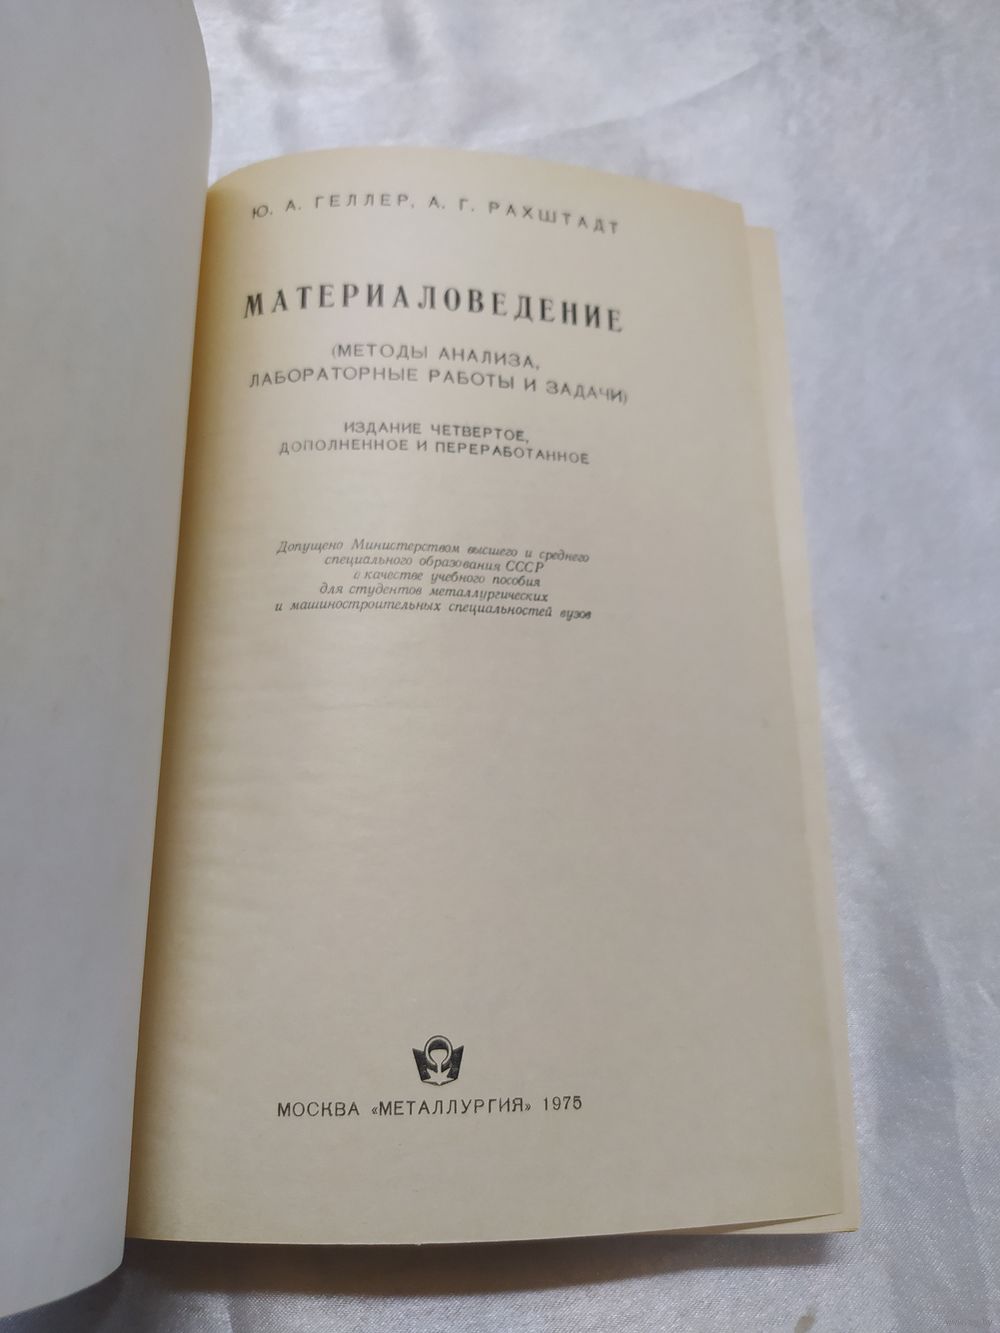 Ю. А. ГЕЛЛЕР, А. Г. РАХШТАДТ
МАТЕРИАЛОВЕДЕНИЕ
(МЕТОДЫ АНАЛИЗА,
ЛАБОРАТОРНЫЕ РАБОТЫ И ЗАДАЧИ)
ИЗДАНИЕ ЧЕТВЕРТОЕ,
ДОПОЛНЕННОЕ И ПЕРЕРАБОТАННОЕ
Допущено Министерством высшего и среднего
специального образования СССР
в качестве учебного пособия
для студентов металлургических
и машиностроительных специальностей вузов
МОСКВА «МЕТАЛЛУРГИЯ» 1975